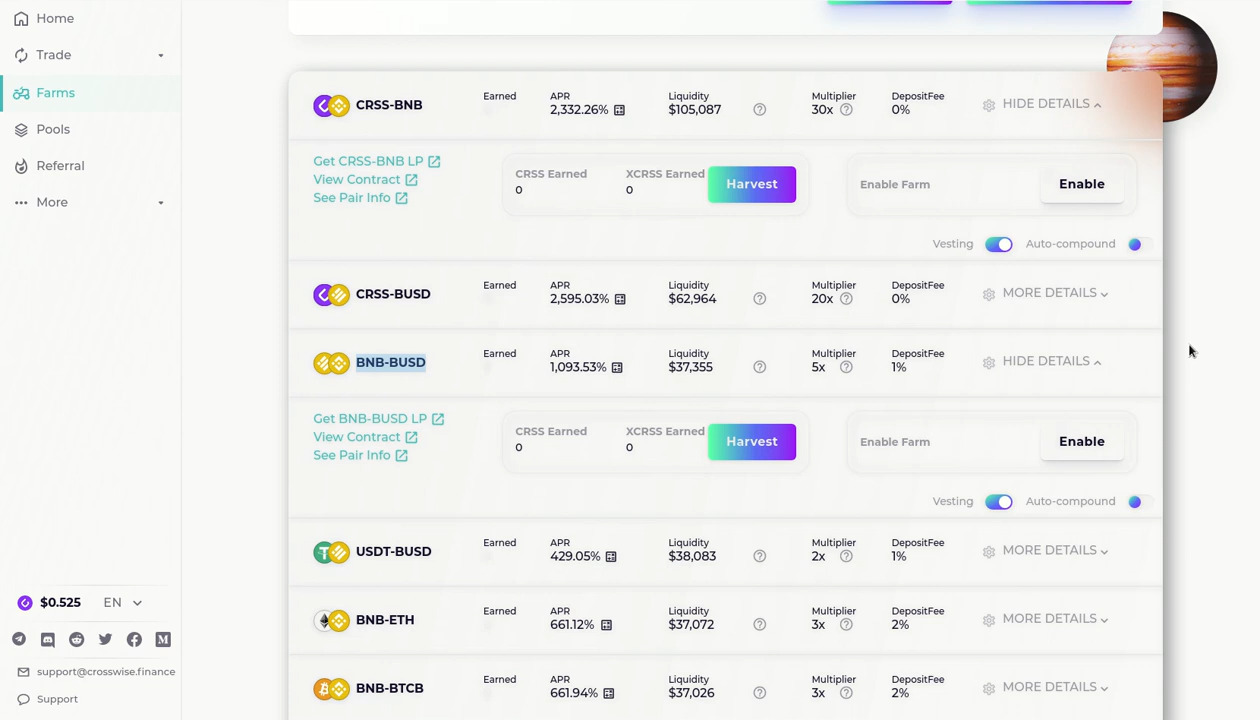 Home
Trade
Farms
Pools
Referral
More
$0.525 EN
support@crosswise.finance
Support
CRSS-BNB
Earned
APR
2,332.26%
Liquidity
$105,087
Multiplier
30x
DepositFee
0%
HIDE DETAILS
Get CRSS-BNB LP
View Contract
See Pair Info
CRSS Earned
0
XCRSS Earned
0
Harvest
Enable Farm
Enable
Vesting
Auto-compound
CRSS-BUSD
Earned
APR
2,595.03%
Liquidity
$62,964
Multiplier
20x
DepositFee
0%
MORE DETAILS
BNB-BUSD
Earned
APR
1,093.53%
Liquidity
$37,355
Multiplier
5x
DepositFee
1%
HIDE DETAILS
Get BNB-BUSD LP
View Contract
See Pair Info
CRSS Earned
0
XCRSS Earned
0
Harvest
Enable Farm
Enable
Vesting
Auto-compound
USDT-BUSD
Earned
APR
429.05%
Liquidity
$38,083
Multiplier
2x
DepositFee
1%
MORE DETAILS
BNB-ETH
Earned
APR
661.12%
Liquidity
$37,072
Multiplier
3x
DepositFee
2%
MORE DETAILS
BNB-BTCB
Earned
APR
661.94%
Liquidity
$37,026
Multiplier
3x
DepositFee
2%
MORE DETAILS